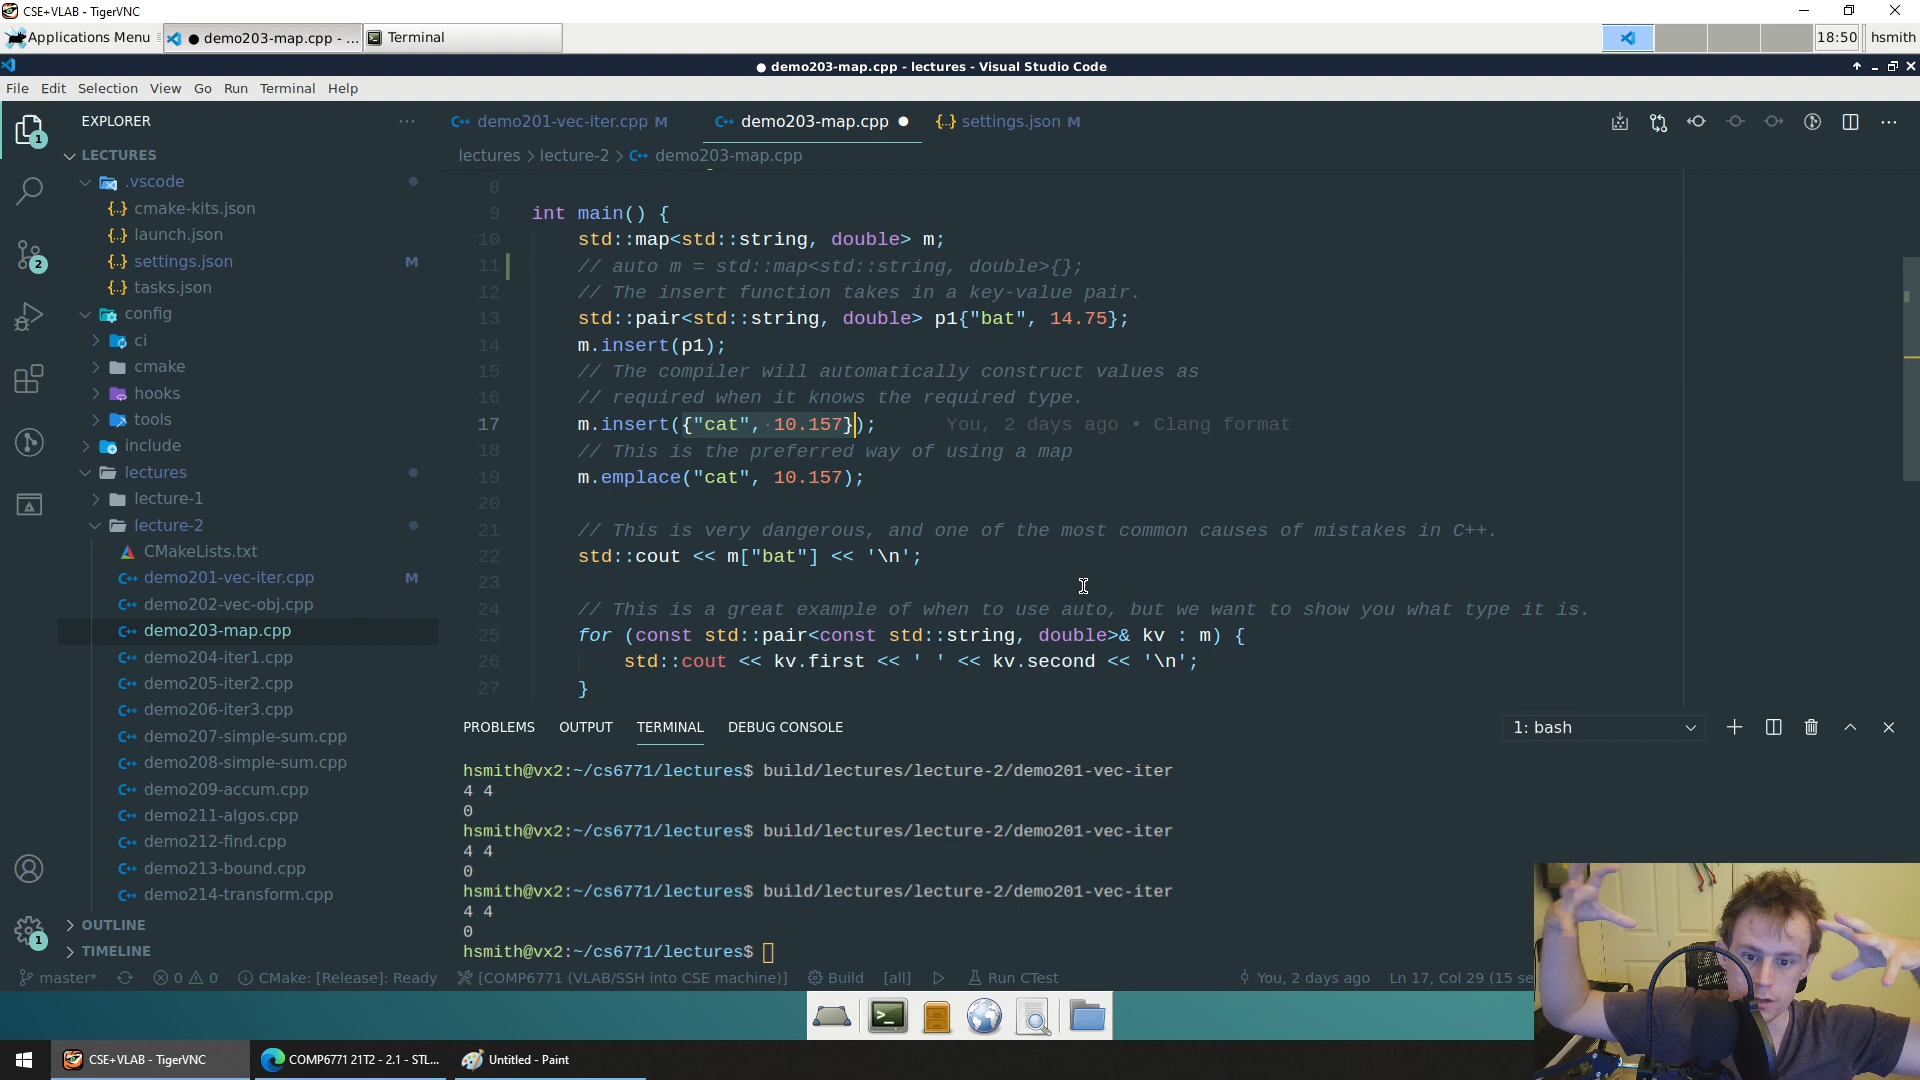 CSE+VLAB - TigerVNC
Applications Menu
● demo203-map.cpp - ...
Terminal
18:50
hsmith
● demo203-map.cpp - lectures - Visual Studio Code
File Edit Selection View Go Run Terminal Help
EXPLORER
LECTURES
.vscode
cmake-kits.json
launch.json
settings.json M
tasks.json
config
ci
cmake
hooks
tools
include
lectures
lecture-1
lecture-2
CMakeLists.txt
demo201-vec-iter.cpp M
demo202-vec-obj.cpp
demo203-map.cpp
demo204-iter1.cpp
demo205-iter2.cpp
demo206-iter3.cpp
demo207-simple-sum.cpp
demo208-simple-sum.cpp
demo209-accum.cpp
demo211-algos.cpp
demo212-find.cpp
demo213-bound.cpp
demo214-transform.cpp
OUTLINE
TIMELINE
1
2
1
demo201-vec-iter.cpp M
demo203-map.cpp ●
settings.json M
lectures > lecture-2 > demo203-map.cpp
8
9 int main() {
10 std::map<std::string, double> m;
11 // auto m = std::map<std::string, double>{};
12 // The insert function takes in a key-value pair.
13 std::pair<std::string, double> p1{"bat", 14.75};
14 m.insert(p1);
15 // The compiler will automatically construct values as
16 // required when it knows the required type.
17 m.insert({"cat", 10.157}); You, 2 days ago • Clang format
18 // This is the preferred way of using a map
19 m.emplace("cat", 10.157);
20
21 // This is very dangerous, and one of the most common causes of mistakes in C++.
22 std::cout << m["bat"] << '\n';
23
24 // This is a great example of when to use auto, but we want to show you what type it is.
25 for (const std::pair<const std::string, double>& kv : m) {
26 std::cout << kv.first << ' ' << kv.second << '\n';
27 }
PROBLEMS OUTPUT TERMINAL DEBUG CONSOLE
1: bash
hsmith@vx2:~/cs6771/lectures$ build/lectures/lecture-2/demo201-vec-iter
4 4
0
hsmith@vx2:~/cs6771/lectures$ build/lectures/lecture-2/demo201-vec-iter
4 4
0
hsmith@vx2:~/cs6771/lectures$ build/lectures/lecture-2/demo201-vec-iter
4 4
0
hsmith@vx2:~/cs6771/lectures$
master* 0 0 CMake: [Release]: Ready [COMP6771 (VLAB/SSH into CSE machine)] Build [all] Run CTest You, 2 days ago Ln 17, Col 29 (15 se
CSE+VLAB - TigerVNC
COMP6771 21T2 - 2.1 - STL...
Untitled - Paint